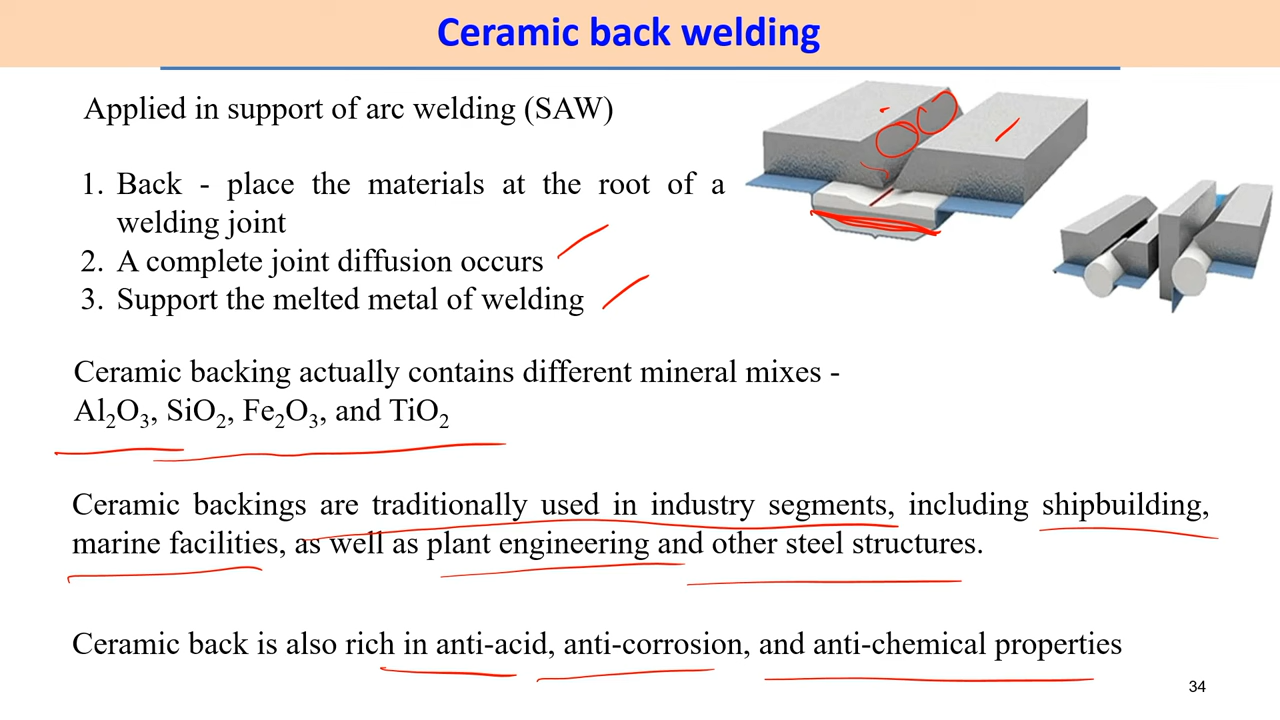 Ceramic back welding
Applied in support of arc welding (SAW)
1. Back - place the materials at the root of a
welding joint
2. A complete joint diffusion occurs
3. Support the melted metal of welding
Ceramic backing actually contains different mineral mixes -
Al₂O₃, SiO₂, Fe₂O₃, and TiO₂
Ceramic backings are traditionally used in industry segments, including shipbuilding,
marine facilities, as well as plant engineering and other steel structures.
Ceramic back is also rich in anti-acid, anti-corrosion, and anti-chemical properties
34